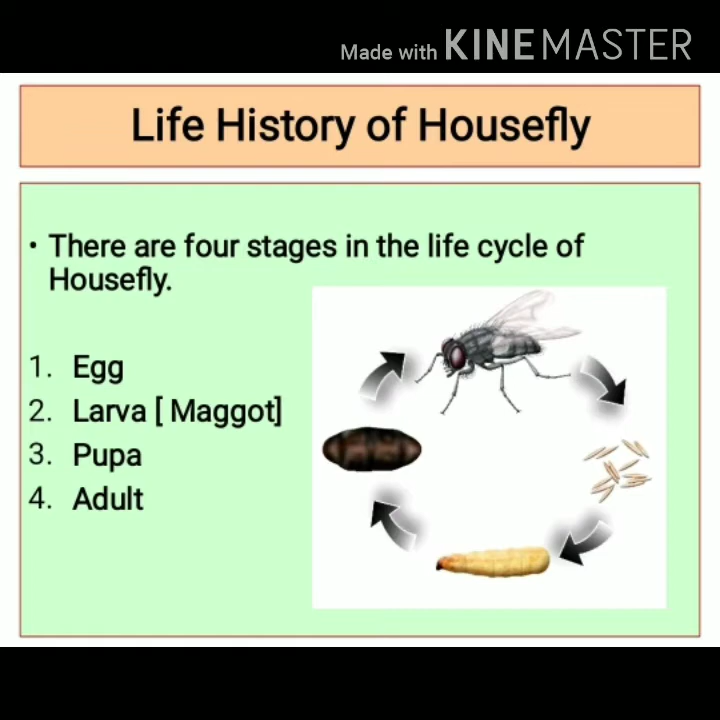 Made with KINEMASTER
Life History of Housefly
• There are four stages in the life cycle of
Housefly.
1. Egg
2. Larva [ Maggot]
3. Pupa
4. Adult